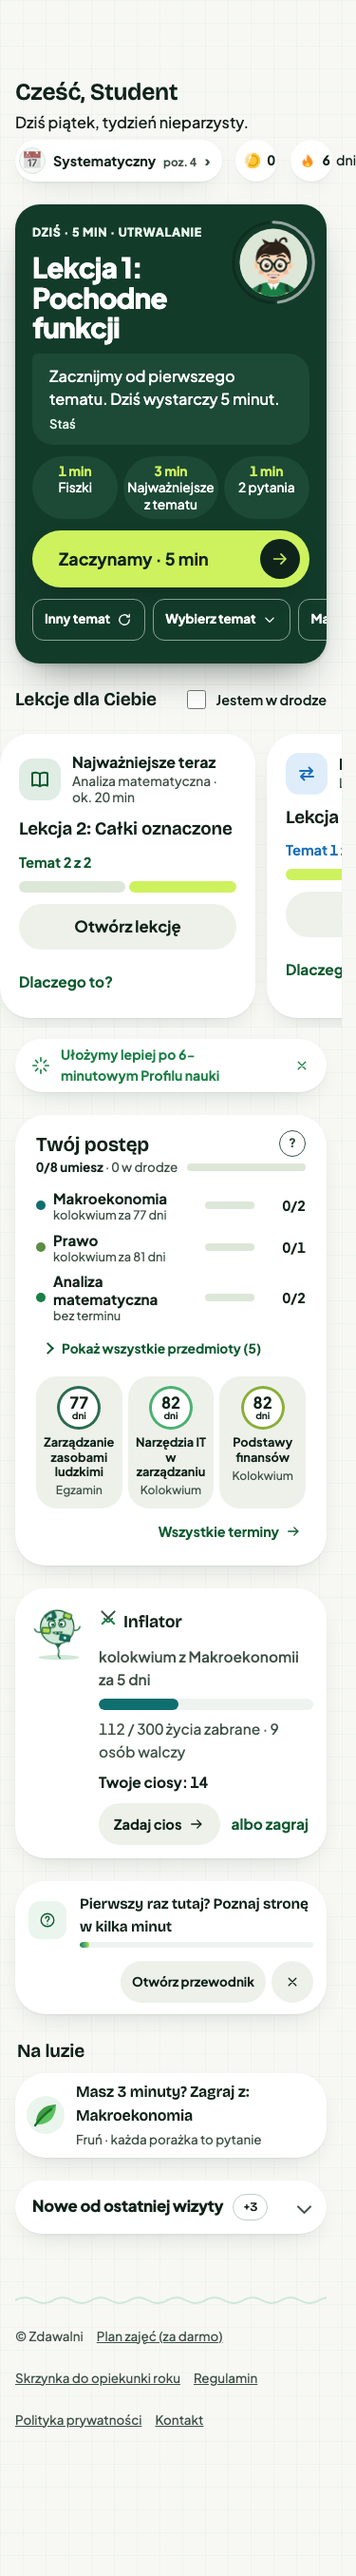 Cześć, Student
Dziś piątek, tydzień nieparzysty.
17
Systematyczny poz. 4 ›
0
6 dni
DZIŚ · 5 MIN · UTRWALANIE
Lekcja 1:
Pochodne
funkcji
Zacznijmy od pierwszego
tematu. Dziś wystarczy 5 minut.
Staś
1 min
Fiszki
3 min
Najważniejsze
z tematu
1 min
2 pytania
Zaczynamy · 5 min →
Inny temat
Wybierz temat
Ma
Lekcje dla Ciebie
Jestem w drodze
Najważniejsze teraz
Analiza matematyczna ·
ok. 20 min
Lekcja 2: Całki oznaczone
Temat 2 z 2
Otwórz lekcję
Dlaczego to?
Lekcja
Temat 1
Dlaczeg
Ułożymy lepiej po 6-
minutowym Profilu nauki
×
Twój postęp
?
0/8 umiesz · 0 w drodze
Makroekonomia
kolokwium za 77 dni
0/2
Prawo
kolokwium za 81 dni
0/1
Analiza
matematyczna
bez terminu
0/2
Pokaż wszystkie przedmioty (5)
77
dni
Zarządzanie
zasobami
ludzkimi
Egzamin
82
dni
Narzędzia IT
w
zarządzaniu
Kolokwium
82
dni
Podstawy
finansów
Kolokwium
Wszystkie terminy →
Inflator
kolokwium z Makroekonomii
za 5 dni
112 / 300 życia zabrane · 9
osób walczy
Twoje ciosy: 14
Zadaj cios →
albo zagraj
Pierwszy raz tutaj? Poznaj stronę
w kilka minut
Otwórz przewodnik
×
Na luzie
Masz 3 minuty? Zagraj z:
Makroekonomia
Fruń · każda porażka to pytanie
Nowe od ostatniej wizyty +3
© Zdawalni Plan zajęć (za darmo)
Skrzynka do opiekunki roku Regulamin
Polityka prywatności Kontakt